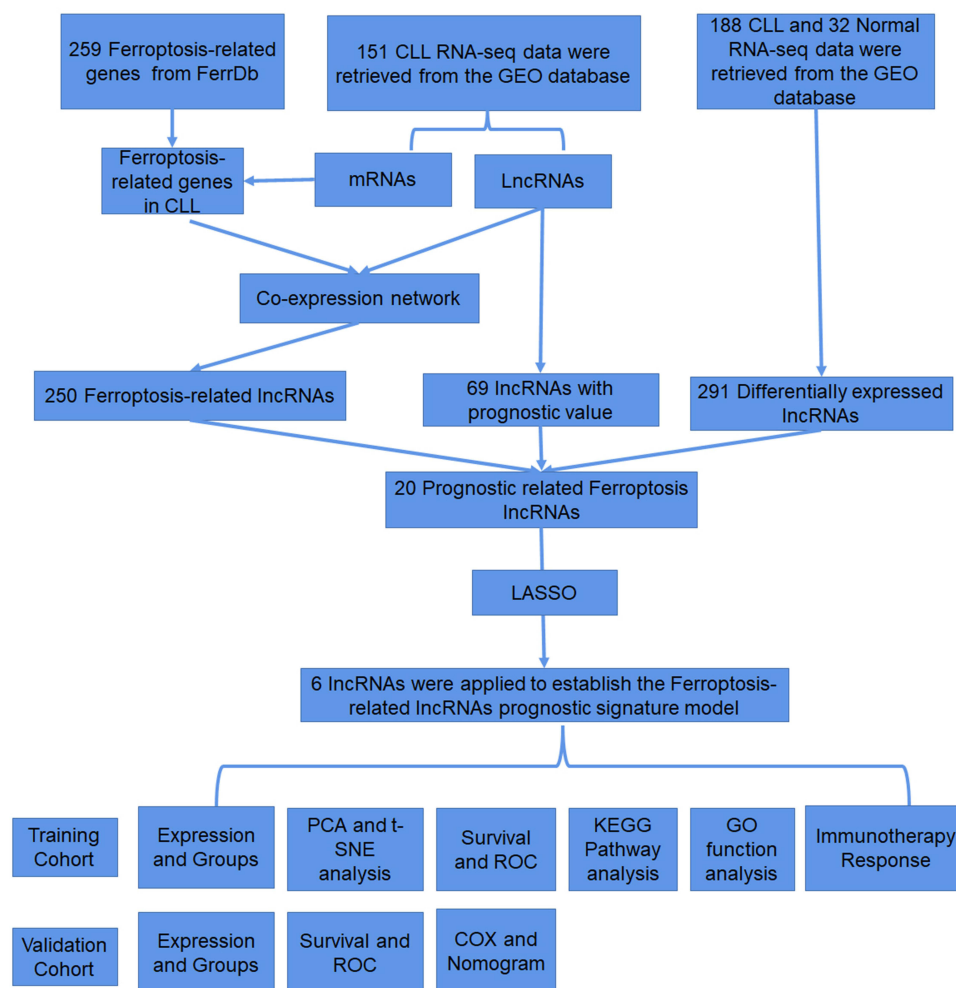 259 Ferroptosis-related
genes from FerrDb
151 CLL RNA-seq data were
retrieved from the GEO database
188 CLL and 32 Normal
RNA-seq data were
retrieved from the GEO
database
Ferroptosis-
related genes
in CLL
mRNAs
LncRNAs
Co-expression network
250 Ferroptosis-related lncRNAs
69 lncRNAs with
prognostic value
291 Differentially expressed
lncRNAs
20 Prognostic related Ferroptosis
lncRNAs
LASSO
6 lncRNAs were applied to establish the Ferroptosis-
related lncRNAs prognostic signature model
Training
Cohort
Expression
and Groups
PCA and t-
SNE
analysis
Survival
and ROC
KEGG
Pathway
analysis
GO
function
analysis
Immunotherapy
Response
Validation
Cohort
Expression
and Groups
Survival and
ROC
COX and
Nomogram